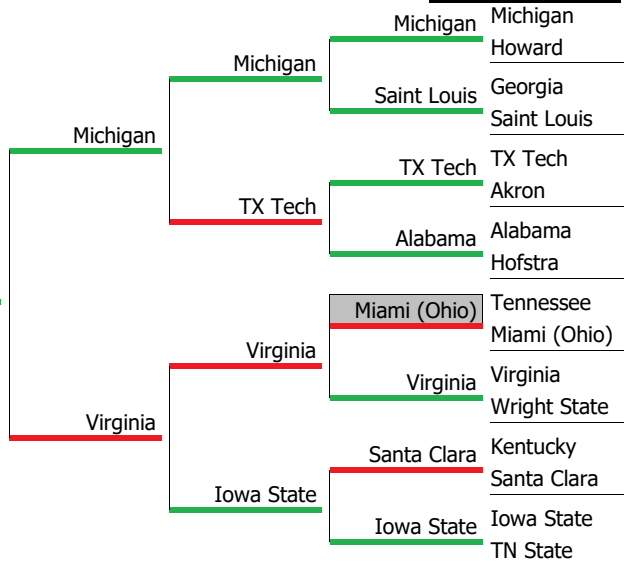 Michigan
Michigan
Howard
Michigan
Saint Louis
Georgia
Saint Louis
Michigan
TX Tech
TX Tech
Akron
TX Tech
Alabama
Alabama
Hofstra
Miami (Ohio)
Tennessee
Miami (Ohio)
Virginia
Virginia
Virginia
Wright State
Virginia
Santa Clara
Kentucky
Santa Clara
Iowa State
Iowa State
Iowa State
TN State